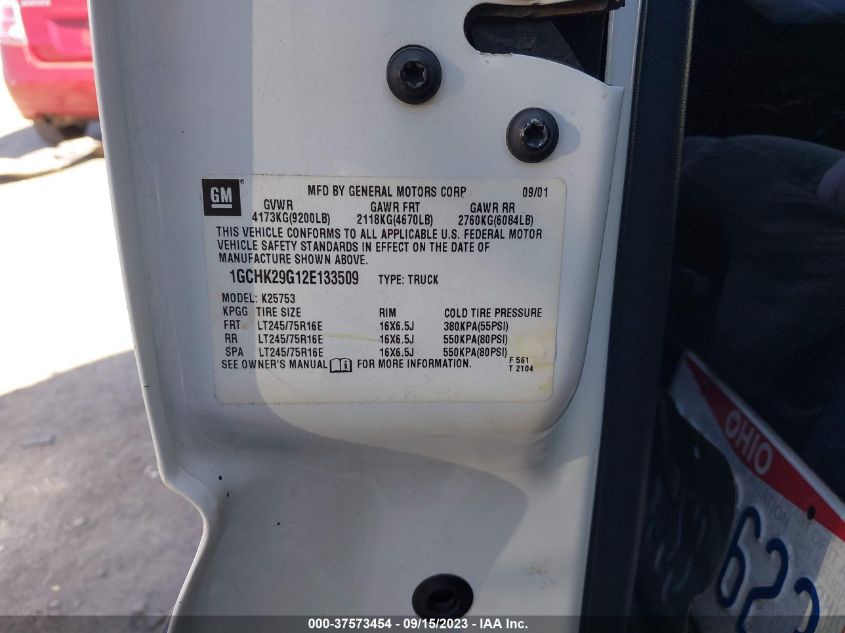 GM
MFD BY GENERAL MOTORS CORP 09/01
GVWR GAWR FRT GAWR RR
4173KG(9200LB) 2118KG(4670LB) 2760KG(6084LB)
THIS VEHICLE CONFORMS TO ALL APPLICABLE U.S. FEDERAL MOTOR
VEHICLE SAFETY STANDARDS IN EFFECT ON THE DATE OF
MANUFACTURE SHOWN ABOVE.
1GCHK29G12E133509 TYPE: TRUCK
MODEL: K25753
KPGG TIRE SIZE RIM COLD TIRE PRESSURE
FRT LT245/75R16E 16X6.5J 380KPA(55PSI)
RR LT245/75R16E 16X6.5J 550KPA(80PSI)
SPA LT245/75R16E 16X6.5J 550KPA(80PSI)
SEE OWNER'S MANUAL FOR MORE INFORMATION.
F 561
T 2104
OHIO
622
000-37573454 - 09/15/2023 - IAA Inc.